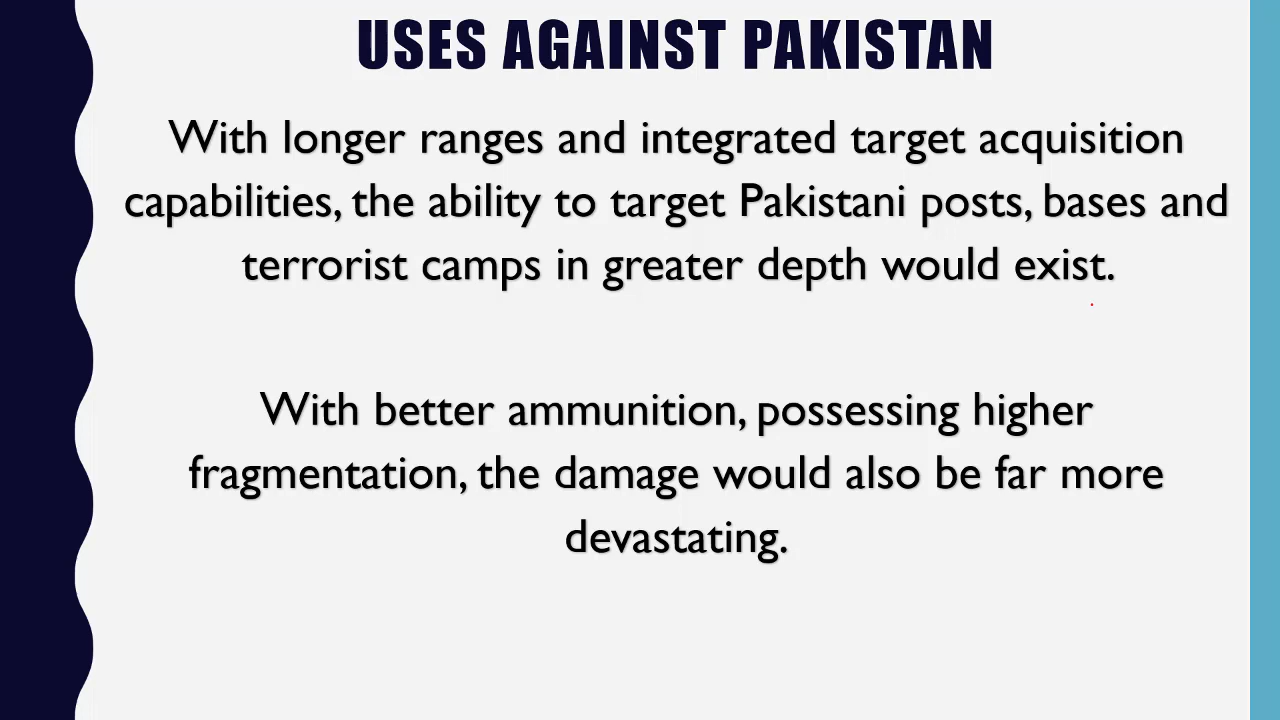 USES AGAINST PAKISTAN
With longer ranges and integrated target acquisition
capabilities, the ability to target Pakistani posts, bases and
terrorist camps in greater depth would exist.
With better ammunition, possessing higher
fragmentation, the damage would also be far more
devastating.